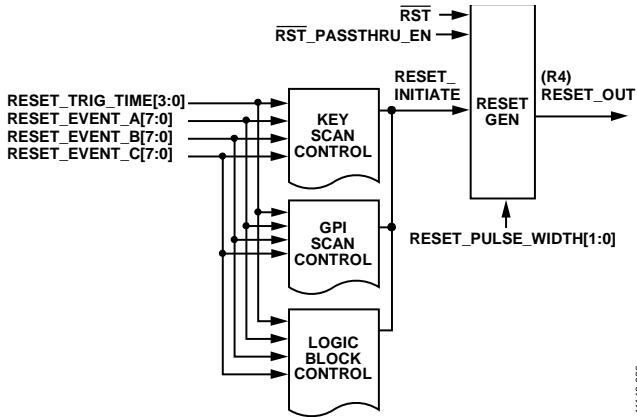 RST
RST_PASSTHRU_EN
RESET_
INITIATE
(R4)
RESET_OUT
RESET
GEN
RESET_TRIG_TIME[3:0]
RESET_EVENT_A[7:0]
RESET_EVENT_B[7:0]
RESET_EVENT_C[7:0]
KEY
SCAN
CONTROL
GPI
SCAN
CONTROL
RESET_PULSE_WIDTH[1:0]
LOGIC
BLOCK
CONTROL